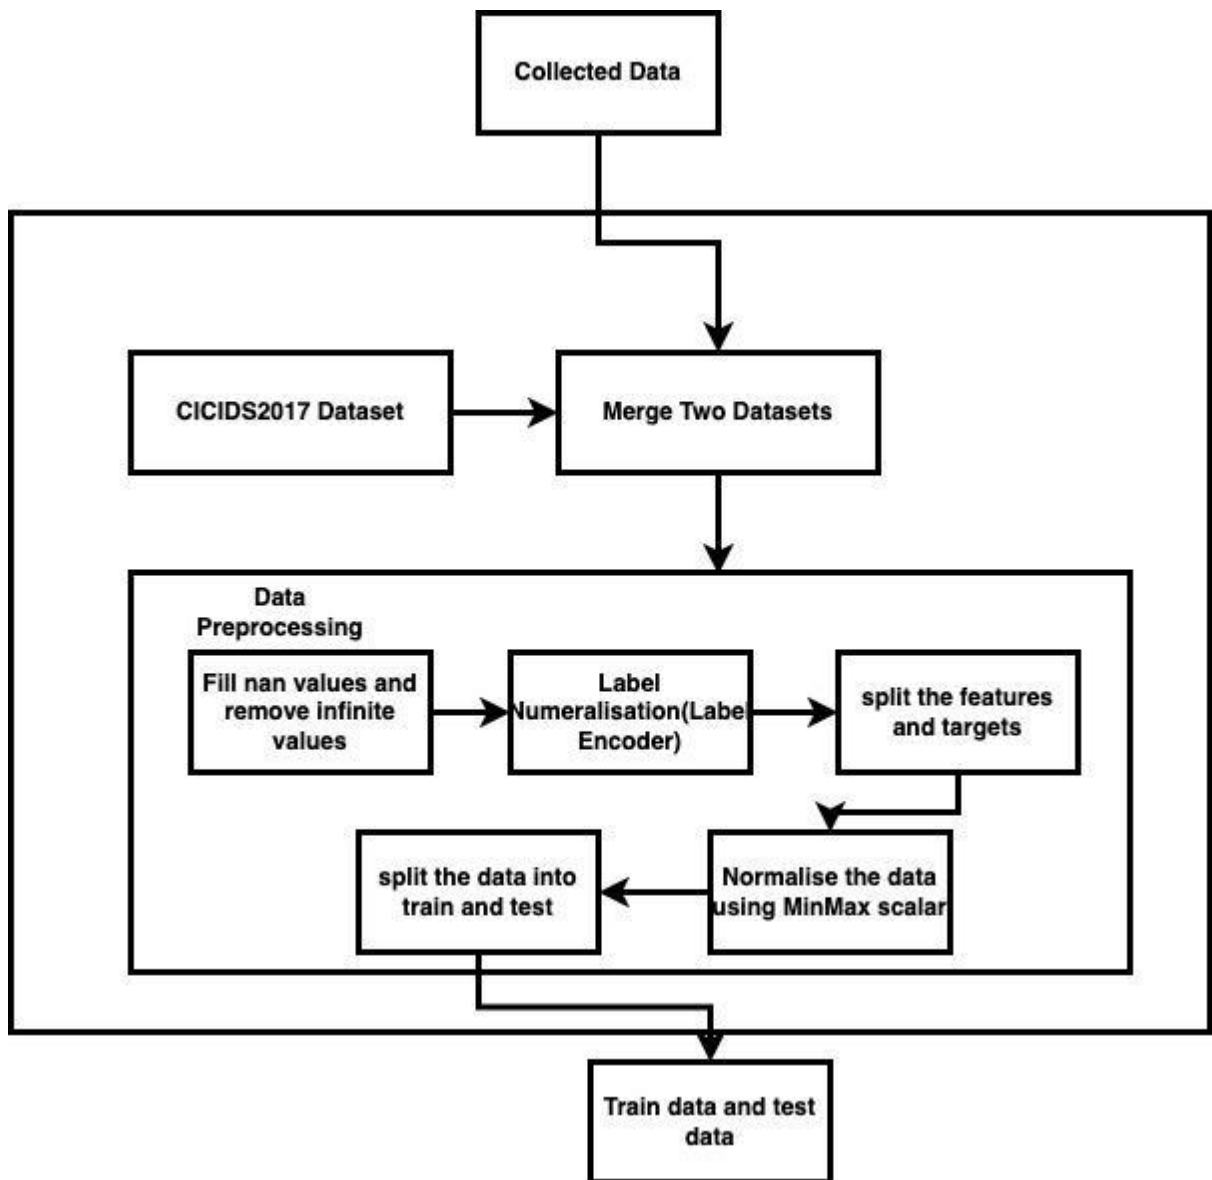 Collected Data
CICIDS2017 Dataset
Merge Two Datasets
Data
Preprocessing
Fill nan values and
remove infinite
values
Label
Numeralisation(Label
Encoder)
split the features
and targets
split the data into
train and test
Normalise the data
using MinMax scalar
Train data and test
data